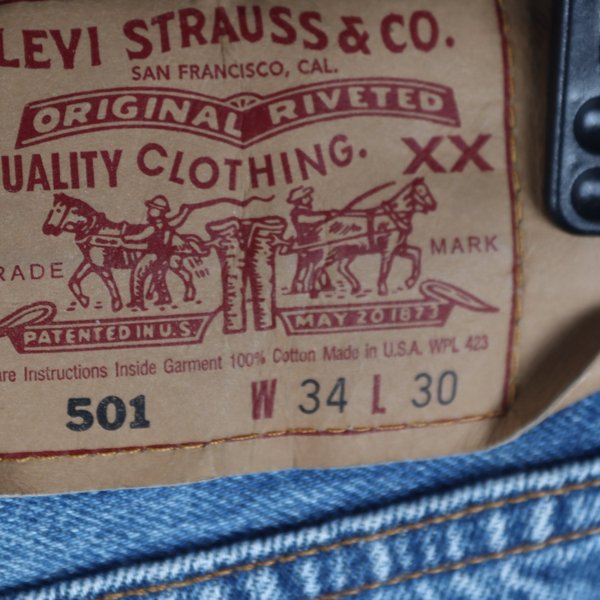 LEVI STRAUSS & CO.
SAN FRANCISCO, CAL.
ORIGINAL RIVETED
UALITY CLOTHING. XX
RADE MARK
PATENTED IN U.S. MAY 20 1873
are Instructions Inside Garment 100% Cotton Made in U.S.A. WPL 423
501 W 34 L 30